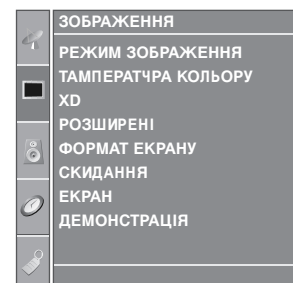 ЗОБРАЖЕННЯ
РЕЖИМ ЗОБРАЖЕННЯ
ТАМПЕРАТЧРА КОЛЬОРУ
XD
РОЗШИРЕНІ
ФОРМАТ ЕКРАНУ
СКИДАННЯ
ЕКРАН
ДЕМОНСТРАЦІЯ